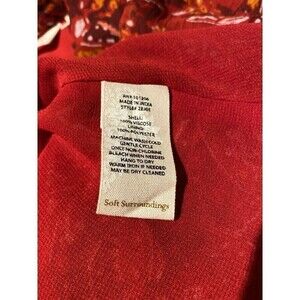 MADE IN INDIA
SHELL:
100% VISCOSE
LINING:
100% POLYESTER
MACHINE WASH COLD
GENTLE CYCLE
ONLY NON-CHLORINE
BLEACH WHEN NEEDED
HANG TO DRY
WARM IRON IF NEEDED
MAY BE DRY CLEANED
Soft Surroundings